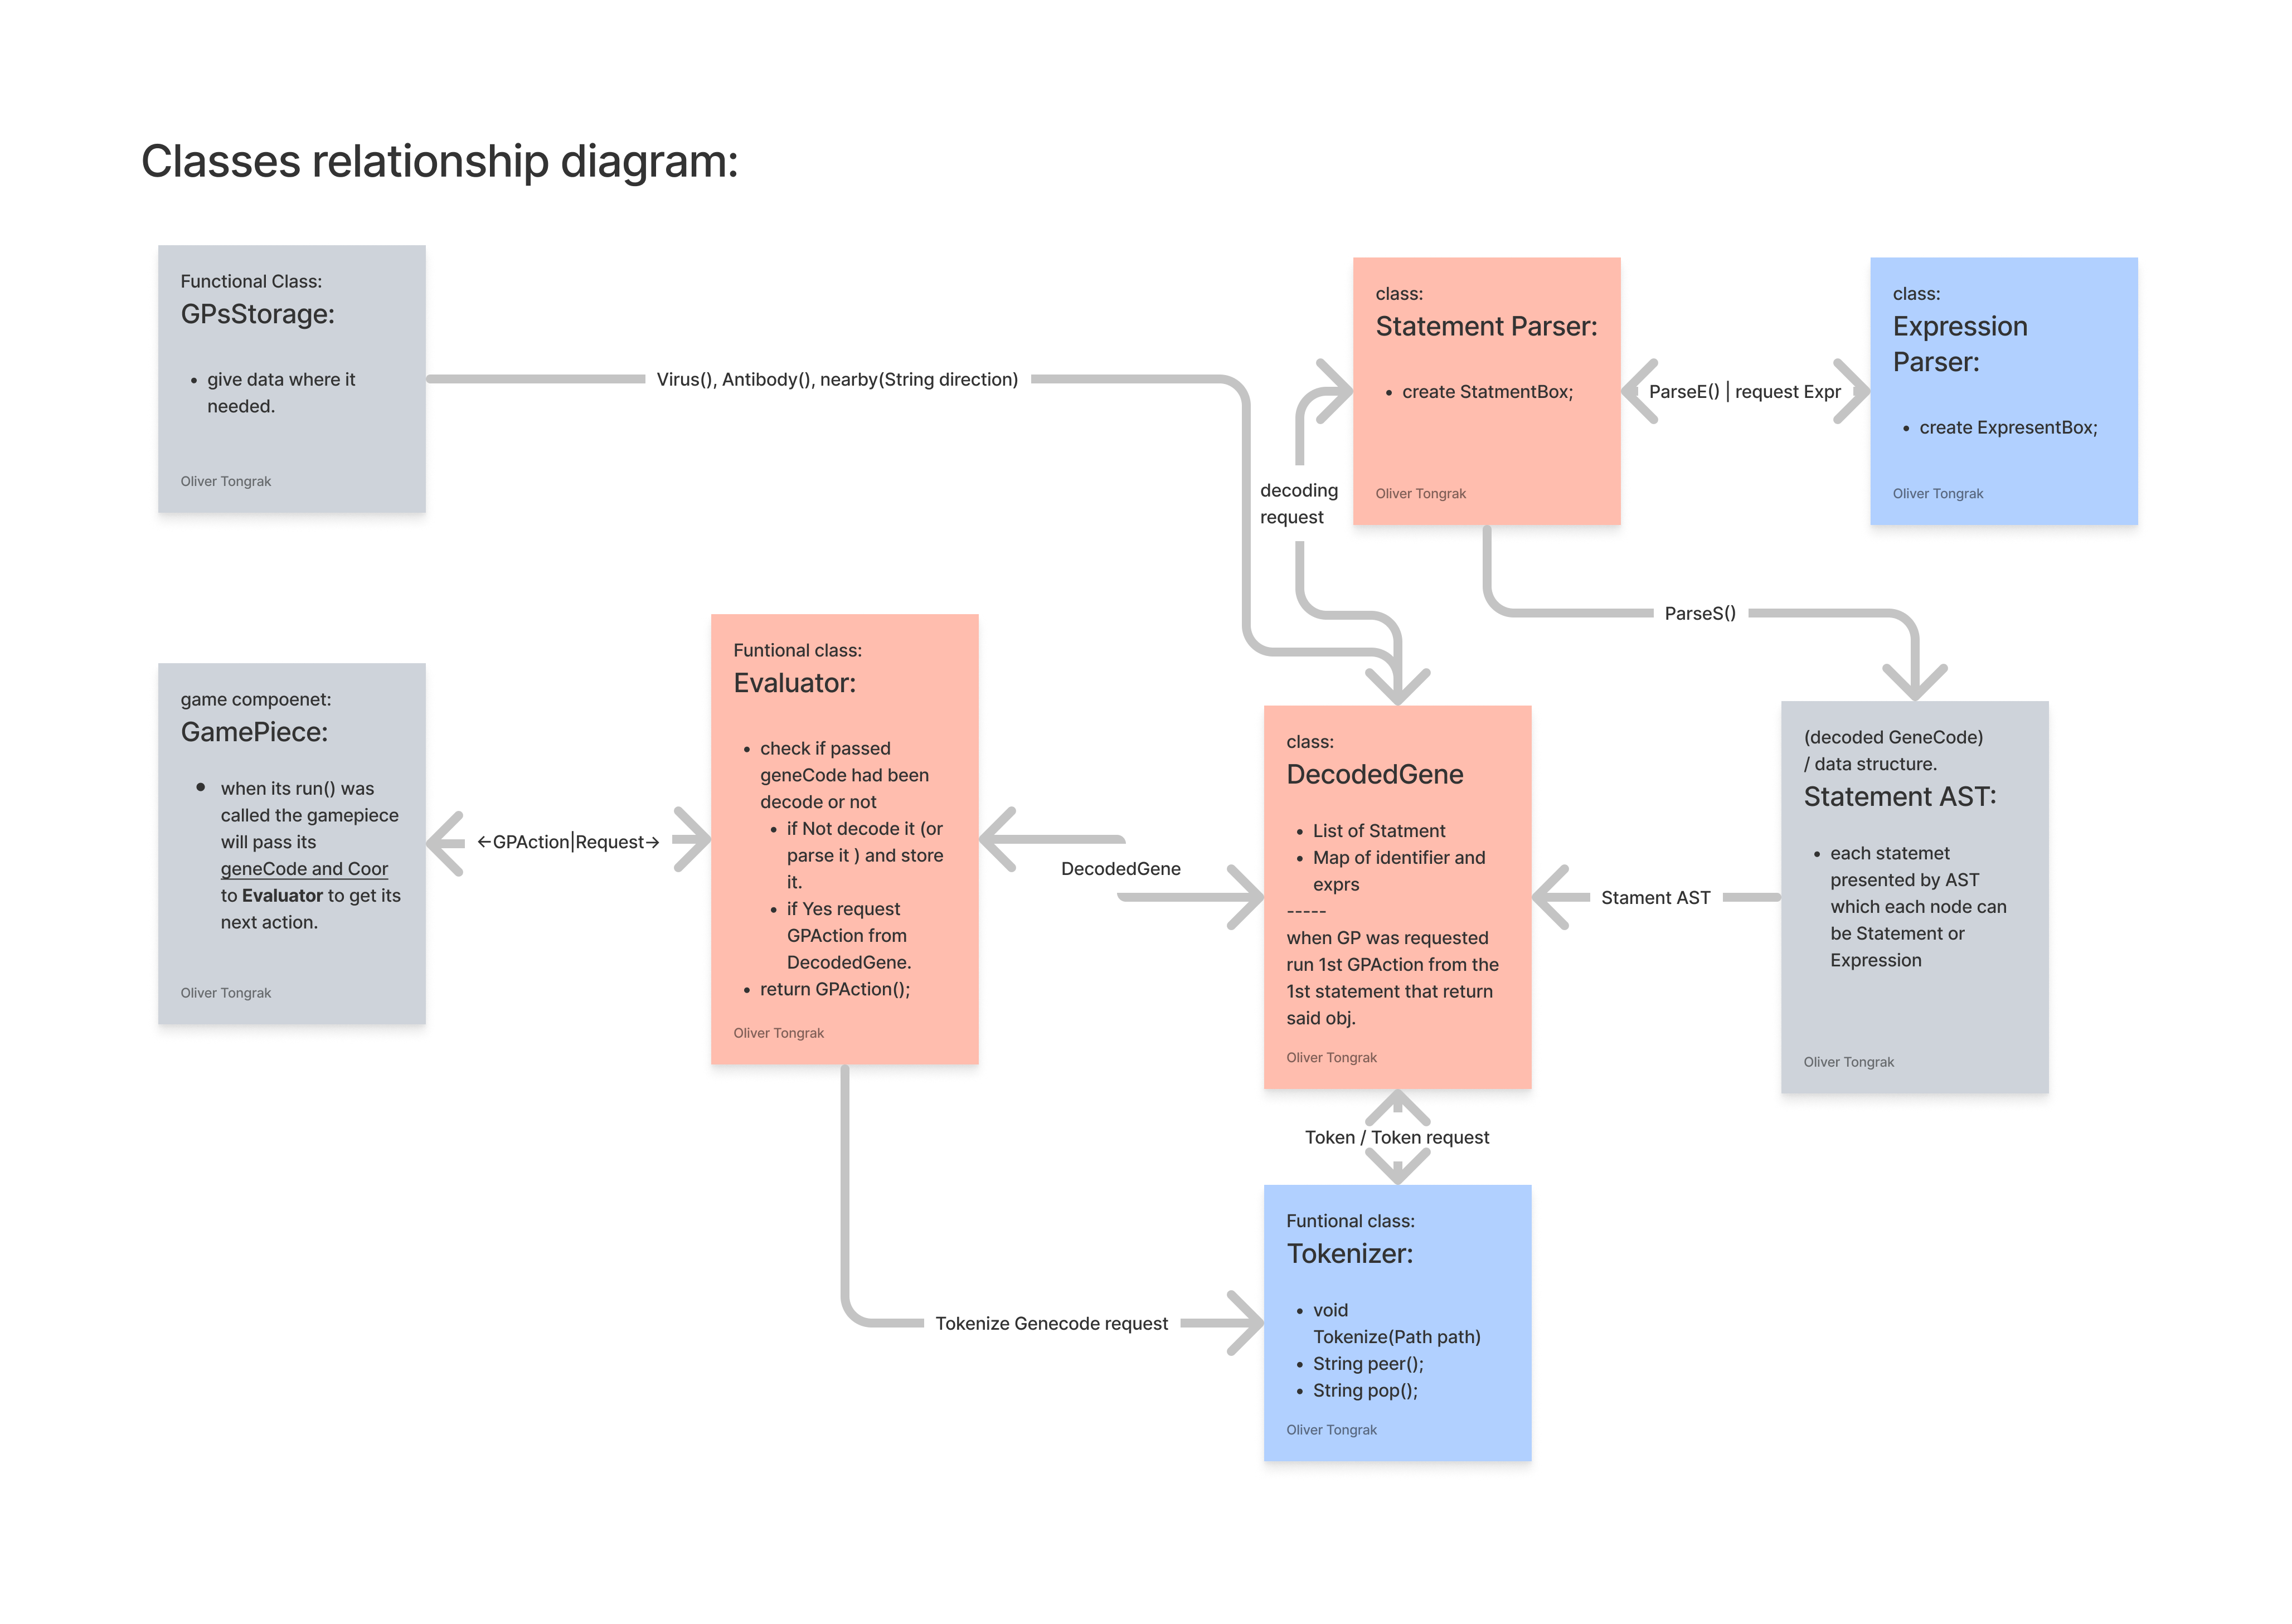 Classes relationship diagram:
Functional Class:
GPsStorage:
• give data where it
needed.
Oliver Tongrak
Virus(), Antibody(), nearby(String direction)
decoding
request
class:
Statement Parser:
• create StatmentBox;
Oliver Tongrak
ParseE() | request Expr
class:
Expression
Parser:
• create ExpresentBox;
Oliver Tongrak
ParseS()
game compoenet:
GamePiece:
• when its run() was
called the gamepiece
will pass its
geneCode and Coor
to Evaluator to get its
next action.
Oliver Tongrak
←GPAction|Request→
Funtional class:
Evaluator:
• check if passed
geneCode had been
decode or not
• if Not decode it (or
parse it ) and store
it.
• if Yes request
GPAction from
DecodedGene.
• return GPAction();
Oliver Tongrak
DecodedGene
class:
DecodedGene
• List of Statment
• Map of identifier and
exprs
-----
when GP was requested
run 1st GPAction from the
1st statement that return
said obj.
Oliver Tongrak
Stament AST
(decoded GeneCode)
/ data structure.
Statement AST:
• each statemet
presented by AST
which each node can
be Statement or
Expression
Oliver Tongrak
Token / Token request
Tokenize Genecode request
Funtional class:
Tokenizer:
• void
Tokenize(Path path)
• String peer();
• String pop();
Oliver Tongrak